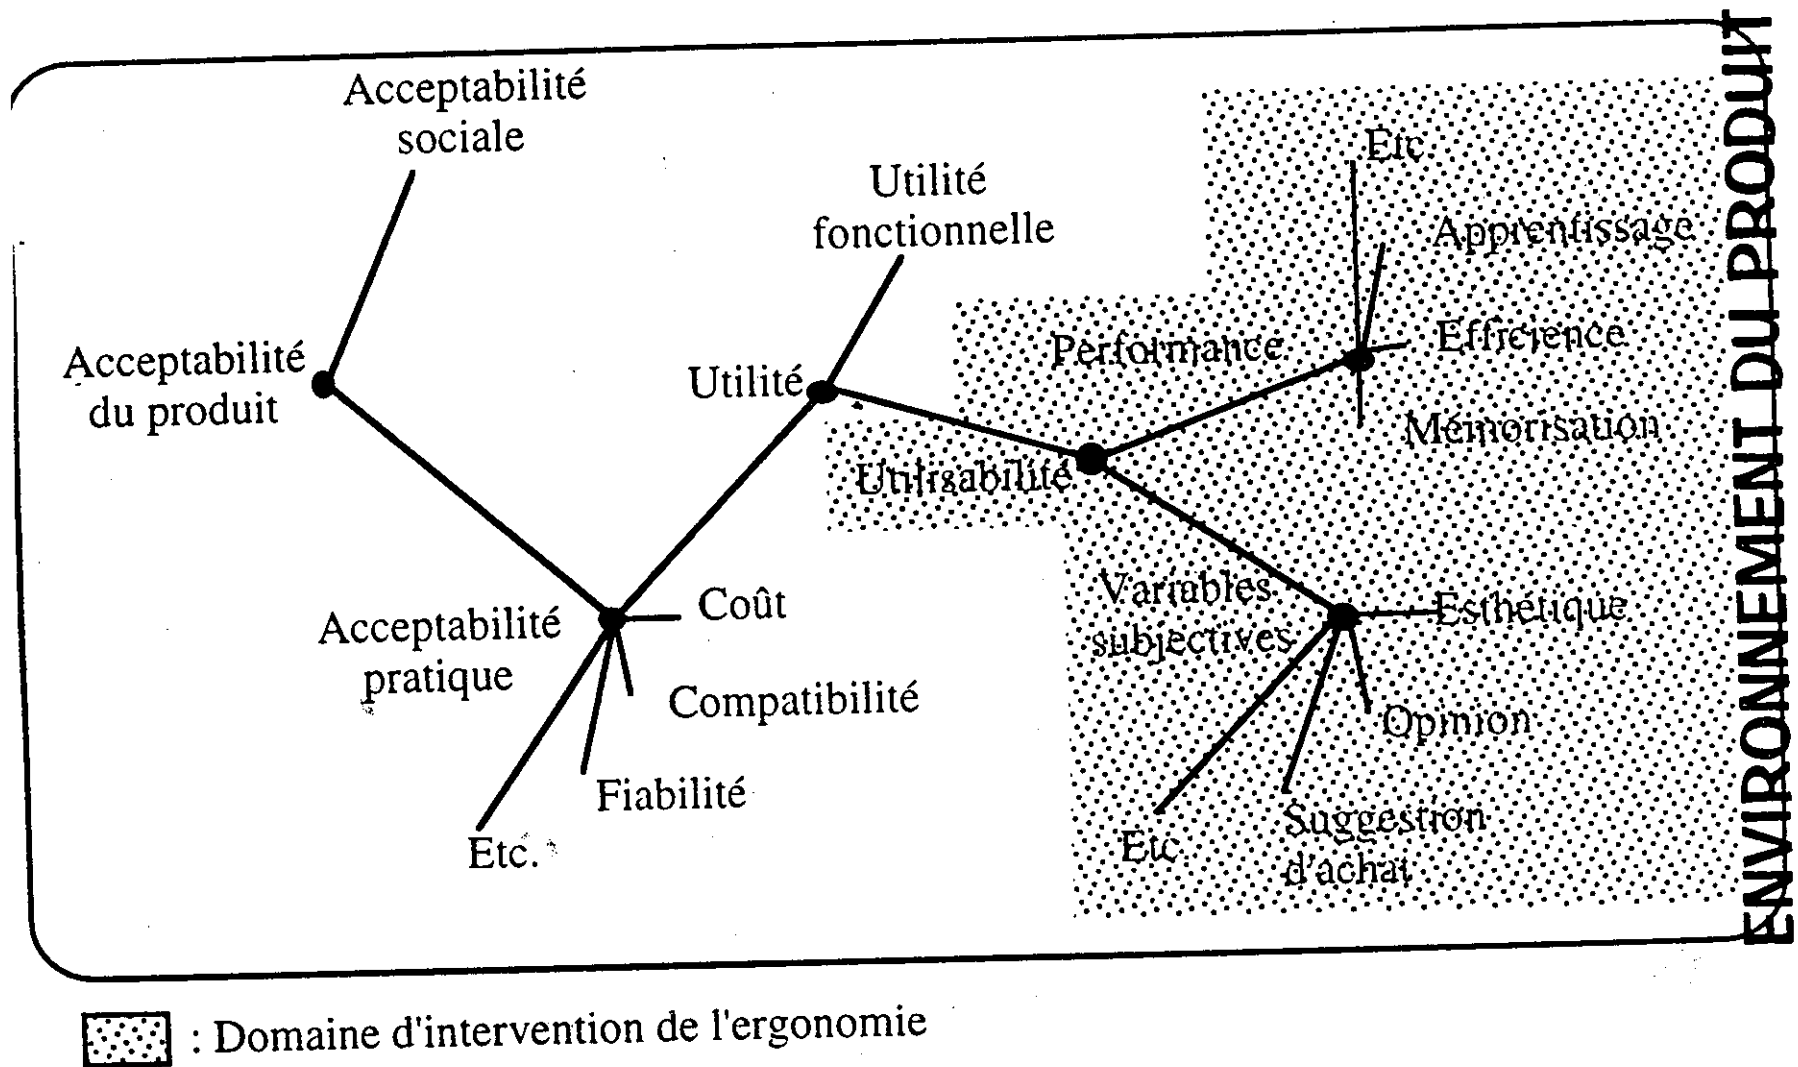 Acceptabilité
sociale
Utilité
fonctionnelle
Etc
Apprentissage
Acceptabilité
du produit
Utilité
Performance
Efficience
Mémorisation
Utilisabilité
Acceptabilité
pratique
Coût
Compatibilité
Fiabilité
Etc.
Variables
subjectives
Esthétique
Opinion
Suggestion
d'achat
Etc
ENVIRONNEMENT DU PRODUIT
: Domaine d'intervention de l'ergonomie